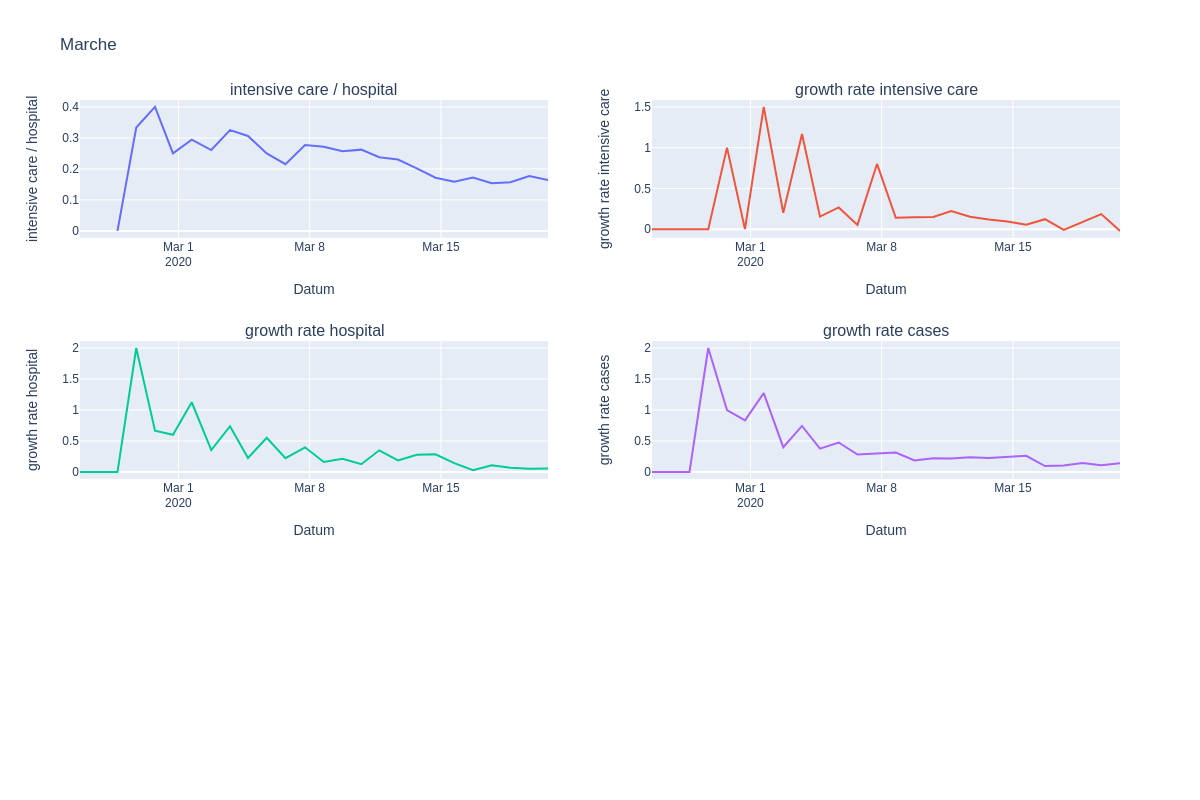 Marche
intensive care / hospital
intensive care / hospital
0.4
0.3
0.2
0.1
0
Mar 1
2020
Mar 8
Mar 15
Datum
growth rate intensive care
growth rate intensive care
1.5
1
0.5
0
Mar 1
2020
Mar 8
Mar 15
Datum
growth rate hospital
growth rate hospital
2
1.5
1
0.5
0
Mar 1
2020
Mar 8
Mar 15
Datum
growth rate cases
growth rate cases
2
1.5
1
0.5
0
Mar 1
2020
Mar 8
Mar 15
Datum